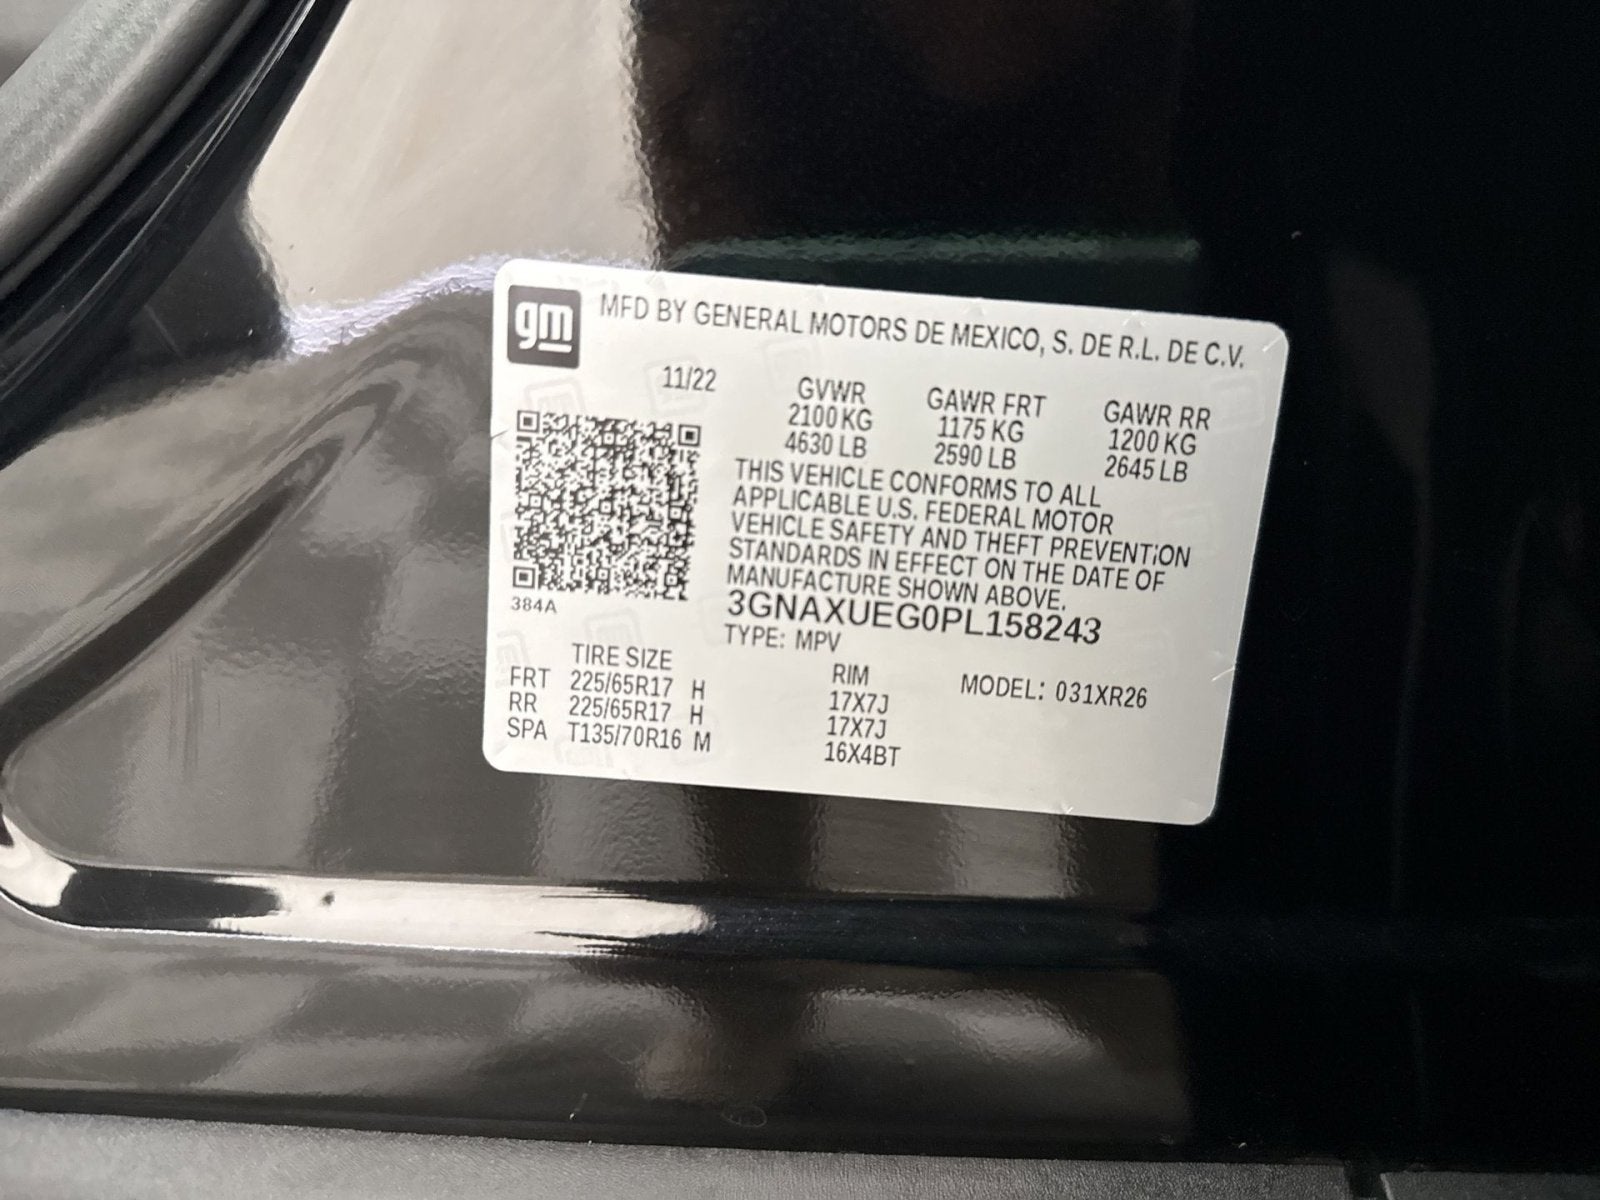 gm
MFD BY GENERAL MOTORS DE MEXICO, S. DE R.L. DE C.V.
11/22
GVWR GAWR FRT GAWR RR
2100 KG 1175 KG 1200 KG
4630 LB 2590 LB 2645 LB
THIS VEHICLE CONFORMS TO ALL
APPLICABLE U.S. FEDERAL MOTOR
VEHICLE SAFETY AND THEFT PREVENTION
STANDARDS IN EFFECT ON THE DATE OF
MANUFACTURE SHOWN ABOVE.
384A
3GNAXUEG0PL158243
TYPE: MPV
TIRE SIZE RIM MODEL: 031XR26
FRT 225/65R17 H 17X7J
RR 225/65R17 H 17X7J
SPA T135/70R16 M 16X4BT